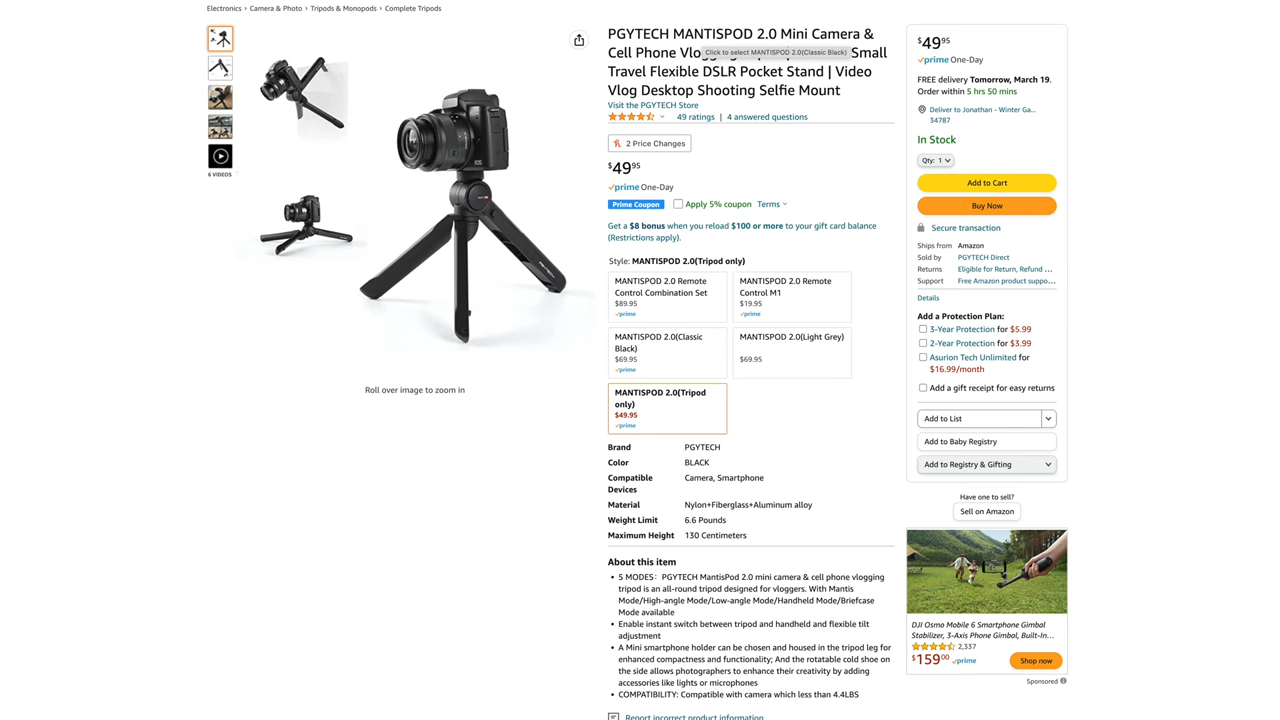 Electronics › Camera & Photo › Tripods & Monopods › Complete Tripods
6 VIDEOS
Roll over image to zoom in
PGYTECH MANTISPOD 2.0 Mini Camera &
Cell Phone Vlogging
Click to select MANTISPOD 2.0(Classic Black)
Small
Travel Flexible DSLR Pocket Stand | Video
Vlog Desktop Shooting Selfie Mount
Visit the PGYTECH Store
49 ratings | 4 answered questions
2 Price Changes
$49 95
prime One-Day
Prime Coupon Apply 5% coupon Terms
Get a $8 bonus when you reload $100 or more to your gift card balance
(Restrictions apply).
Style: MANTISPOD 2.0(Tripod only)
MANTISPOD 2.0 Remote
Control Combination Set
$89.95
prime
MANTISPOD 2.0 Remote
Control M1
$19.95
prime
MANTISPOD 2.0(Classic
Black)
$69.95
prime
MANTISPOD 2.0(Light Grey)
$69.95
MANTISPOD 2.0(Tripod
only)
$49.95
prime
Brand PGYTECH
Color BLACK
Compatible Camera, Smartphone
Devices
Material Nylon+Fiberglass+Aluminum alloy
Weight Limit 6.6 Pounds
Maximum Height 130 Centimeters
About this item
• 5 MODES：PGYTECH MantisPod 2.0 mini camera & cell phone vlogging
tripod is an all-round tripod designed for vloggers. With Mantis
Mode/High-angle Mode/Low-angle Mode/Handheld Mode/Briefcase
Mode available
• Enable instant switch between tripod and handheld and flexible tilt
adjustment
• A Mini smartphone holder can be chosen and housed in the tripod leg for
enhanced compactness and functionality; And the rotatable cold shoe on
the side allows photographers to enhance their creativity by adding
accessories like lights or microphones
• COMPATIBILITY: Compatible with camera which less than 4.4LBS
Report incorrect product information
$49 95
prime One-Day
FREE delivery Tomorrow, March 19.
Order within 5 hrs 50 mins
Deliver to Jonathan - Winter Ga...
34787
In Stock
Qty: 1
Add to Cart
Buy Now
Secure transaction
Ships from Amazon
Sold by PGYTECH Direct
Returns Eligible for Return, Refund ...
Support Free Amazon product suppo...
Details
Add a Protection Plan:
3-Year Protection for $5.99
2-Year Protection for $3.99
Asurion Tech Unlimited for
$16.99/month
Add a gift receipt for easy returns
Add to List
Add to Baby Registry
Add to Registry & Gifting
Have one to sell?
Sell on Amazon
DJI Osmo Mobile 6 Smartphone Gimbal
Stabilizer, 3-Axis Phone Gimbal, Built-In...
2,337
$159 00 prime
Shop now
Sponsored